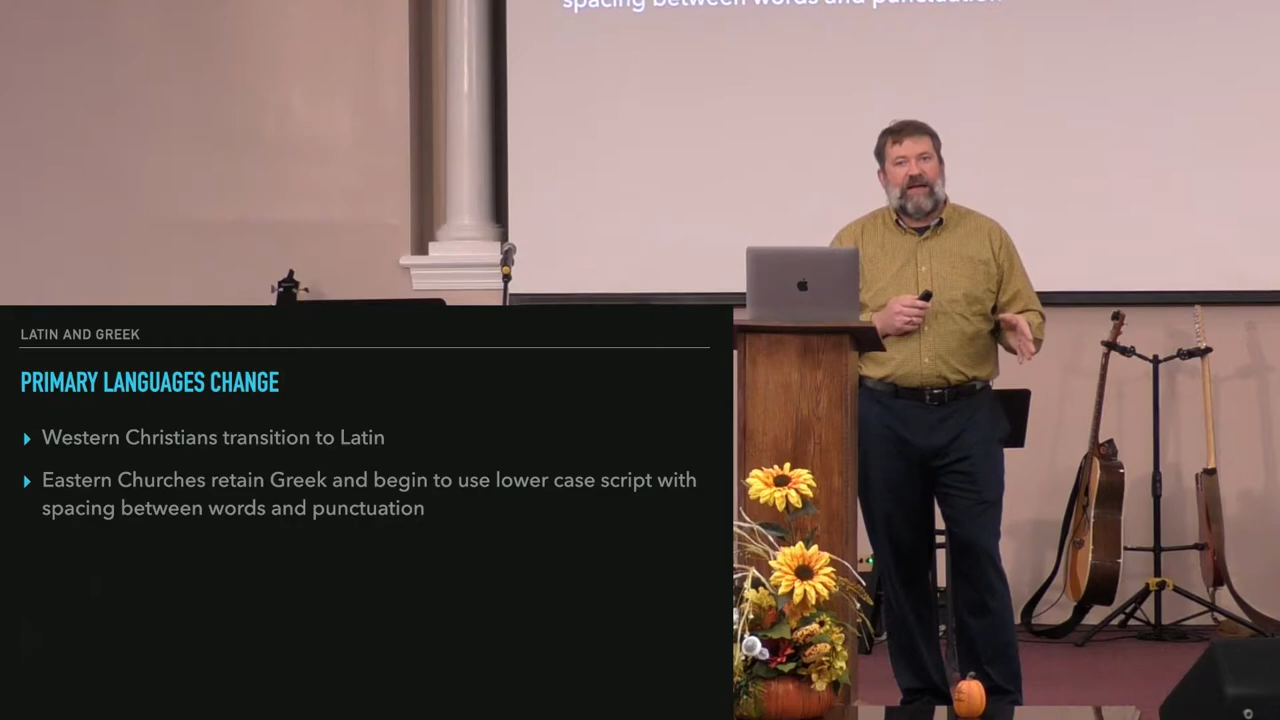 spacing between words and punctuation
LATIN AND GREEK
PRIMARY LANGUAGES CHANGE
Western Christians transition to Latin
Eastern Churches retain Greek and begin to use lower case script with
spacing between words and punctuation